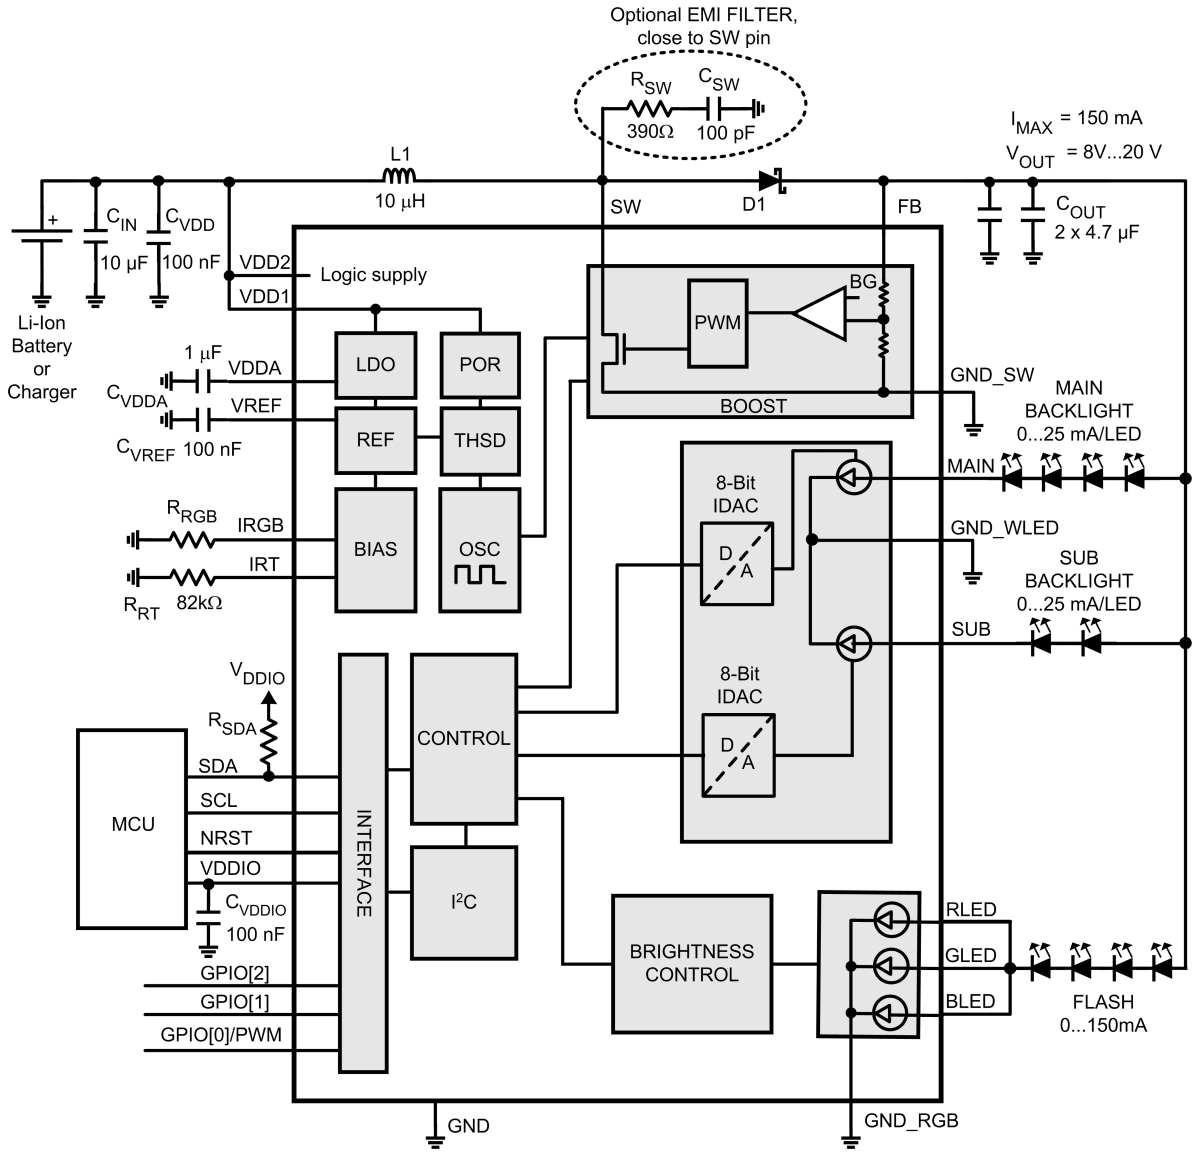 Optional EMI FILTER,
close to SW pin
RSW
CSW
390Ω
100 pF
IMAX = 150 mA
VOUT = 8V...20 V
L1
10 µH
SW
D1
FB
COUT
2 x 4.7 µF
+
CIN
10 µF
CVDD
100 nF
Li-Ion
Battery
or
Charger
VDD2
Logic supply
VDD1
BG
PWM
BOOST
GND_SW
LDO
POR
1 µF
VDDA
CVDDA
VREF
CVREF
100 nF
REF
THSD
MAIN
BACKLIGHT
0...25 mA/LED
MAIN
8-Bit
IDAC
D
A
GND_WLED
RRGB
IRGB
IRT
RRT
82kΩ
BIAS
OSC
SUB
BACKLIGHT
0...25 mA/LED
SUB
8-Bit
IDAC
D
A
VDDIO
RSDA
CONTROL
MCU
SDA
SCL
NRST
VDDIO
CVDDIO
100 nF
INTERFACE
I²C
GPIO[2]
GPIO[1]
GPIO[0]/PWM
BRIGHTNESS
CONTROL
RLED
GLED
BLED
FLASH
0...150mA
GND
GND_RGB